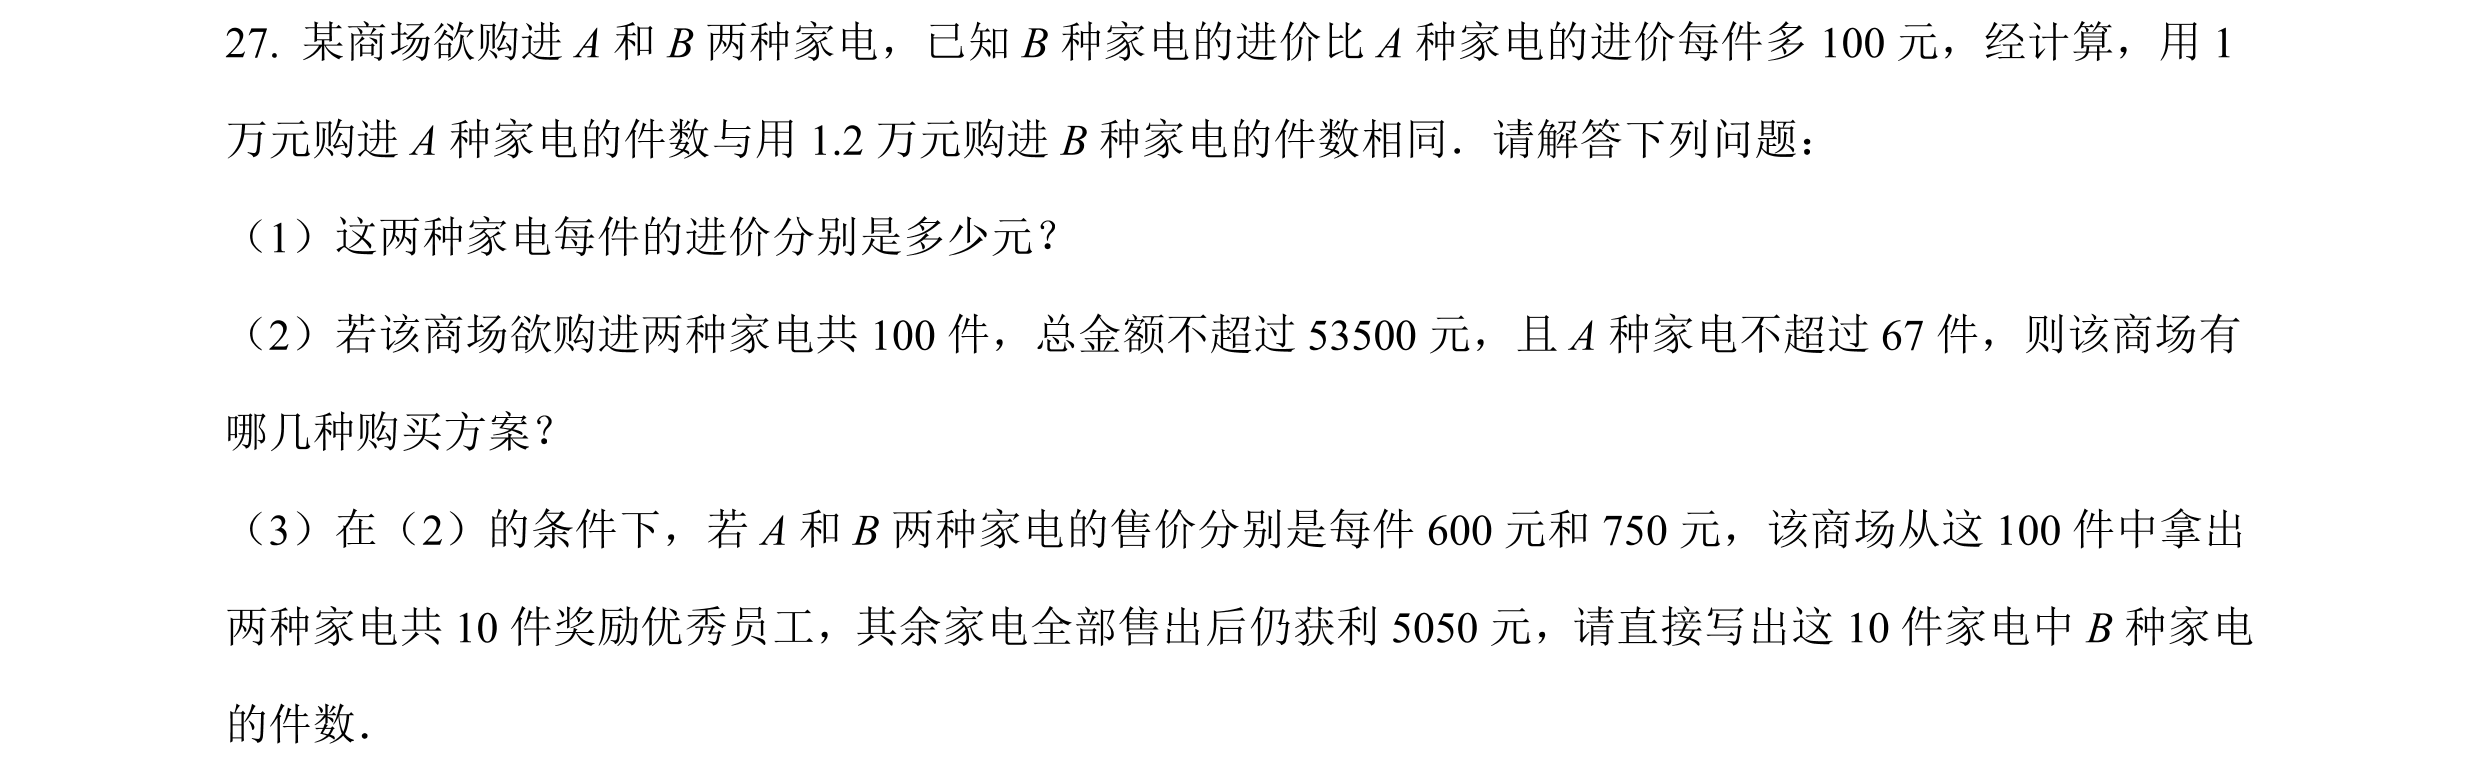 27. 某商场欲购进 A 和 B 两种家电，已知 B 种家电的进价比 A 种家电的进价每件多 100 元，经计算，用 1
万元购进 A 种家电的件数与用 1.2 万元购进 B 种家电的件数相同．请解答下列问题：
（1）这两种家电每件的进价分别是多少元？
（2）若该商场欲购进两种家电共 100 件，总金额不超过 53500 元，且 A 种家电不超过 67 件，则该商场有
哪几种购买方案？
（3）在（2）的条件下，若 A 和 B 两种家电的售价分别是每件 600 元和 750 元，该商场从这 100 件中拿出
两种家电共 10 件奖励优秀员工，其余家电全部售出后仍获利 5050 元，请直接写出这 10 件家电中 B 种家电
的件数．